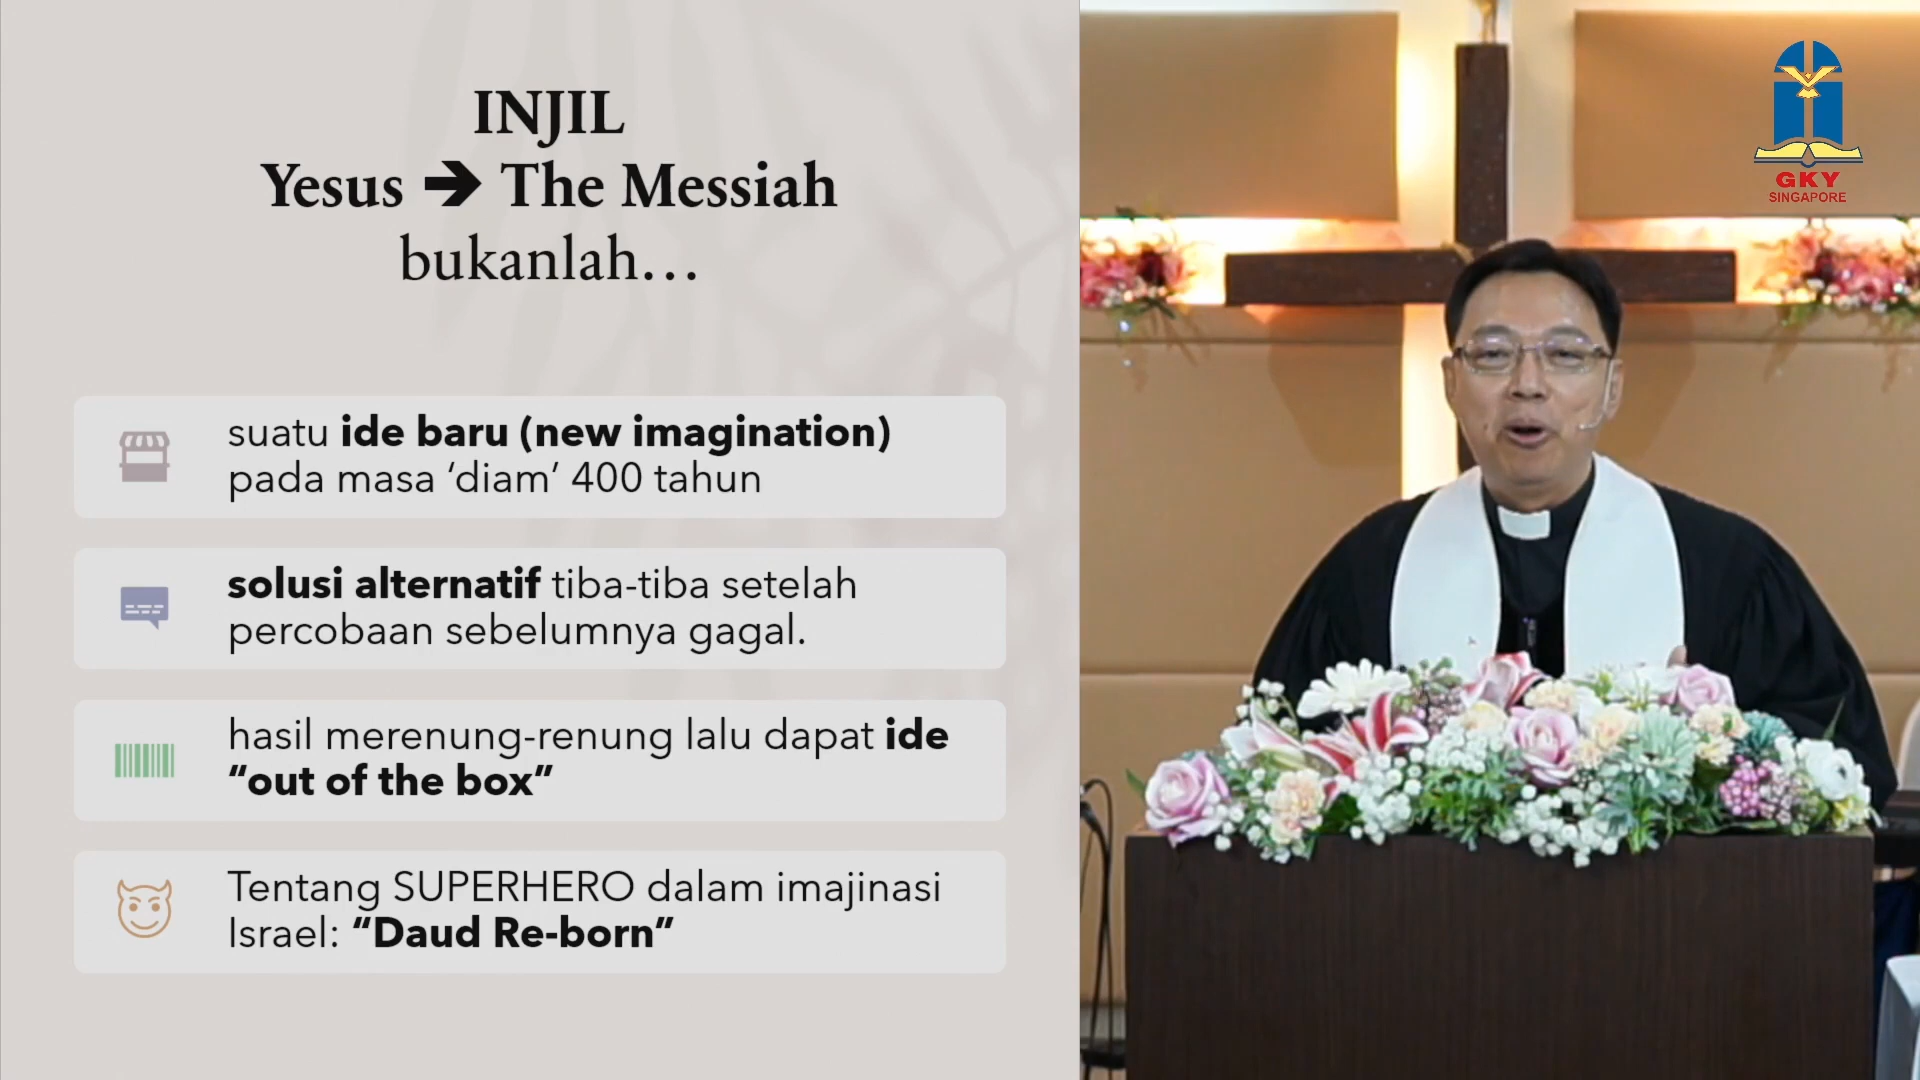 INJIL
Yesus ➔ The Messiah
bukanlah…
suatu ide baru (new imagination)
pada masa ‘diam’ 400 tahun
solusi alternatif tiba-tiba setelah
percobaan sebelumnya gagal.
hasil merenung-renung lalu dapat ide
“out of the box”
Tentang SUPERHERO dalam imajinasi
Israel: “Daud Re-born”
GKY
SINGAPORE